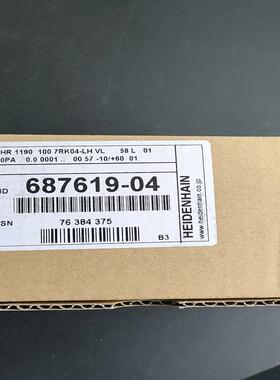 HR 1190 100 7RK04-LH VL 58 L 01
0PA 0.0 0001 .. 00 57 -10/+60 01
ID 687619-04
SN 76 384 375
B3
HEIDENHAIN
www.heidenhain.co.jp